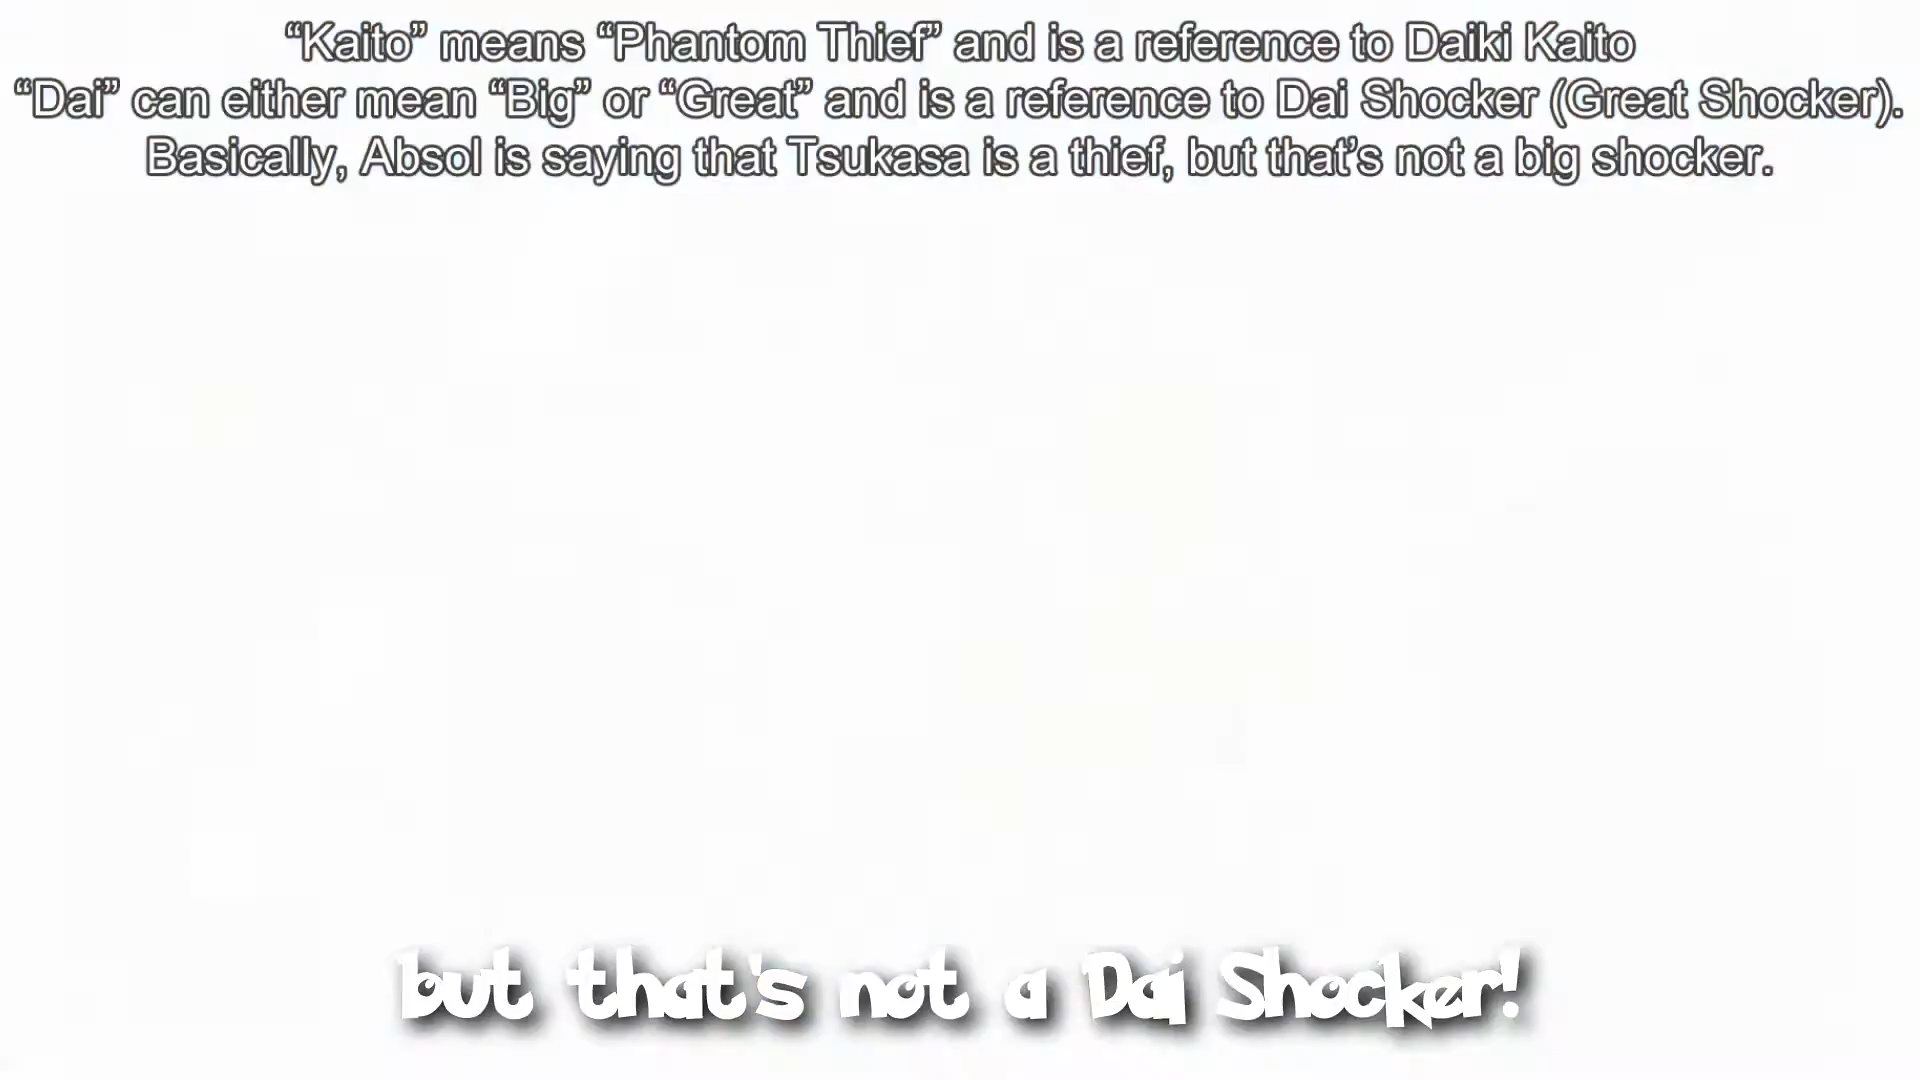 “Kaito” means “Phantom Thief” and is a reference to Daiki Kaito
“Dai” can either mean “Big” or “Great” and is a reference to Dai Shocker (Great Shocker).
Basically, Absol is saying that Tsukasa is a thief, but that’s not a big shocker.
but that's not a Dai Shocker!